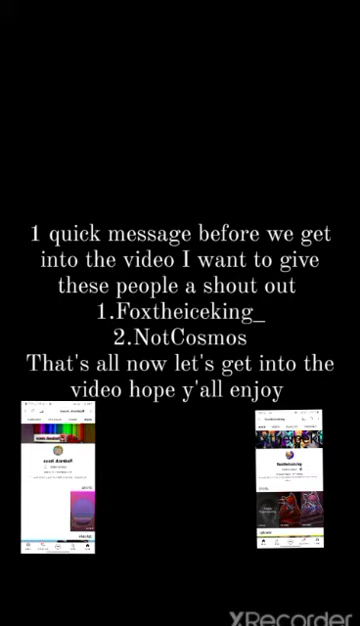 1 quick message before we get
into the video I want to give
these people a shout out
1.Foxtheiceking_
2.NotCosmos
That's all now let's get into the
video hope y'all enjoy
XRecorder